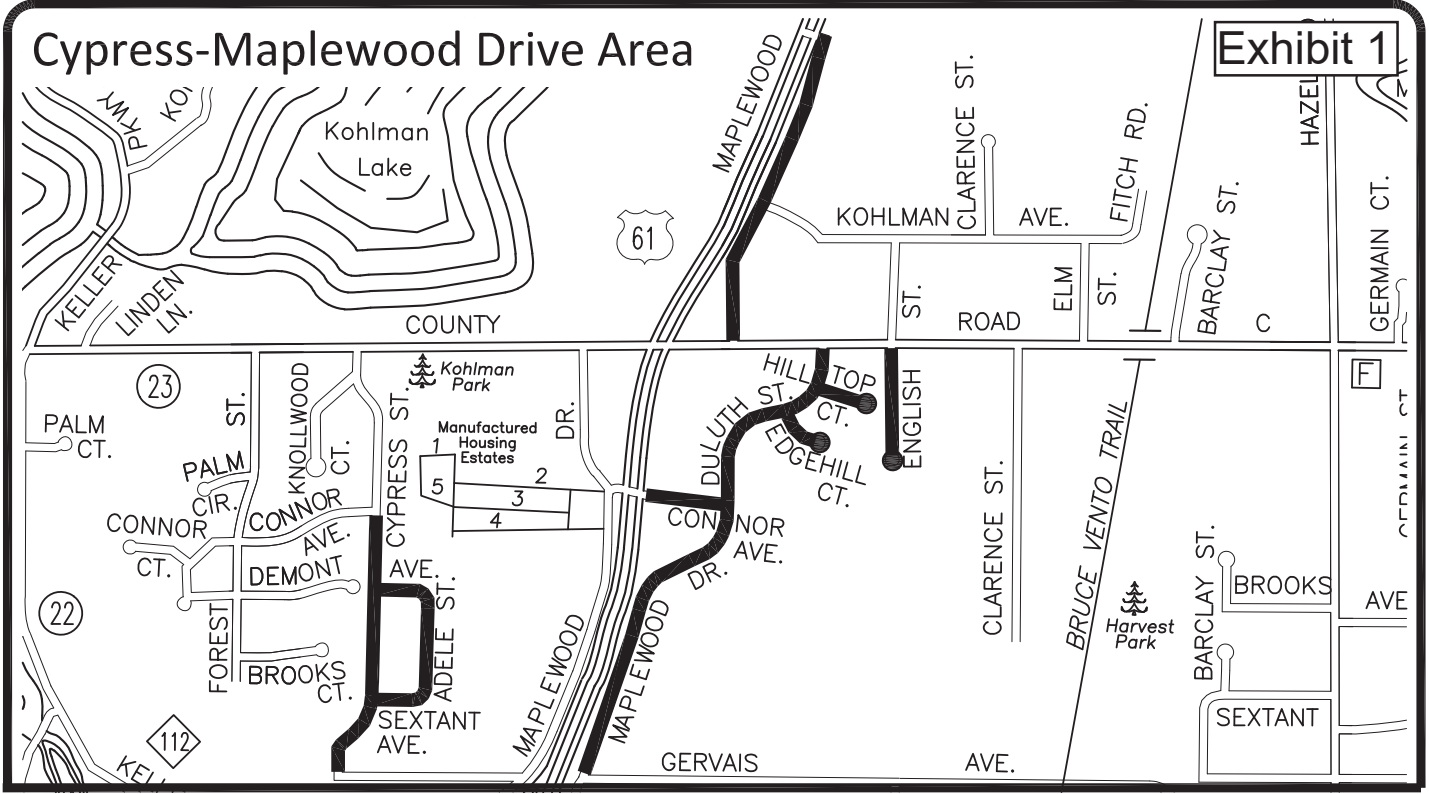 Cypress-Maplewood Drive Area
Exhibit 1
PKWY
Kohlman
Lake
MAPLEWOOD
61
KOHLMAN
AVE.
CLARENCE ST.
FITCH RD.
HAZEL
BARCLAY ST.
GERMAIN CT.
KELLER
LINDEN
LN.
ELM
ST.
ST.
COUNTY
ROAD
C
23
F
PALM
CT.
ST.
KNOLLWOOD
CT.
Kohlman
Park
CYPRESS ST.
DR.
Manufactured
Housing
Estates
1
2
3
4
5
HILL TOP
CT.
DULUTH
ST.
EDGEHILL
CT.
ENGLISH
PALM
CIR.
CONNOR
CT.
CONNOR
AVE.
DEMONT
AVE.
ADELE ST.
CONNOR
AVE.
CLARENCE ST.
BRUCE VENTO TRAIL
BARCLAY ST.
BROOKS
AVE
Harvest
Park
22
FOREST
BROOKS
CT.
MAPLEWOOD
MAPLEWOOD
DR.
BARCLAY ST.
SEXTANT
AVE.
SEXTANT
112
GERVAIS
AVE.